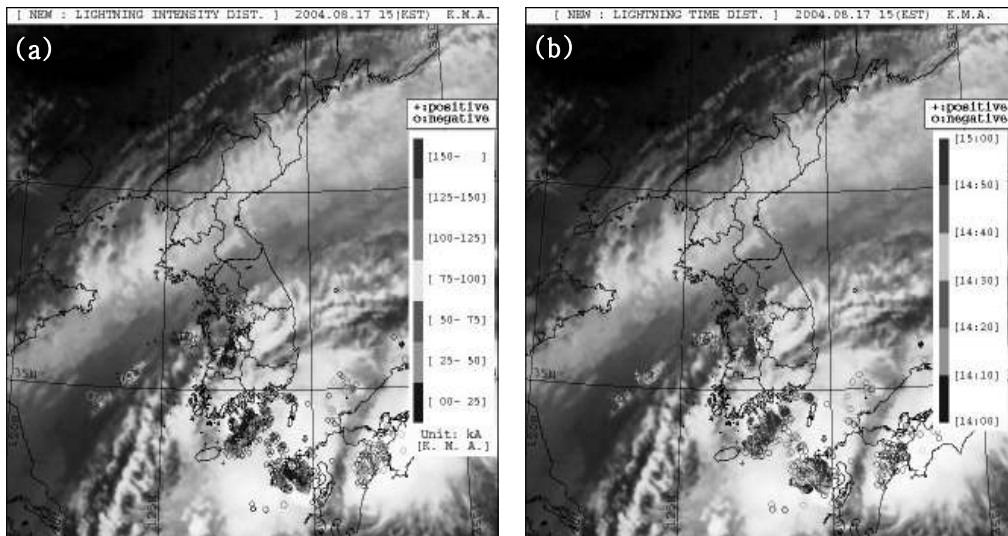 [ NEW : LIGHTNING INTENSITY DIST. ] 2004.08.17 15(KST) K.M.A.
(a)
+:positive
o:negative
[150- ]
[125-150]
[100-125]
[ 75-100]
[ 50- 75]
[ 25- 50]
[ 00- 25]
Unit: kA
[K. M. A.]
35N
[ NEW : LIGHTNING TIME DIST. ] 2004.08.17 15(KST) K.M.A.
(b)
+:positive
o:negative
[15:00]
[14:50]
[14:40]
[14:30]
[14:20]
[14:10]
[14:00]
35N